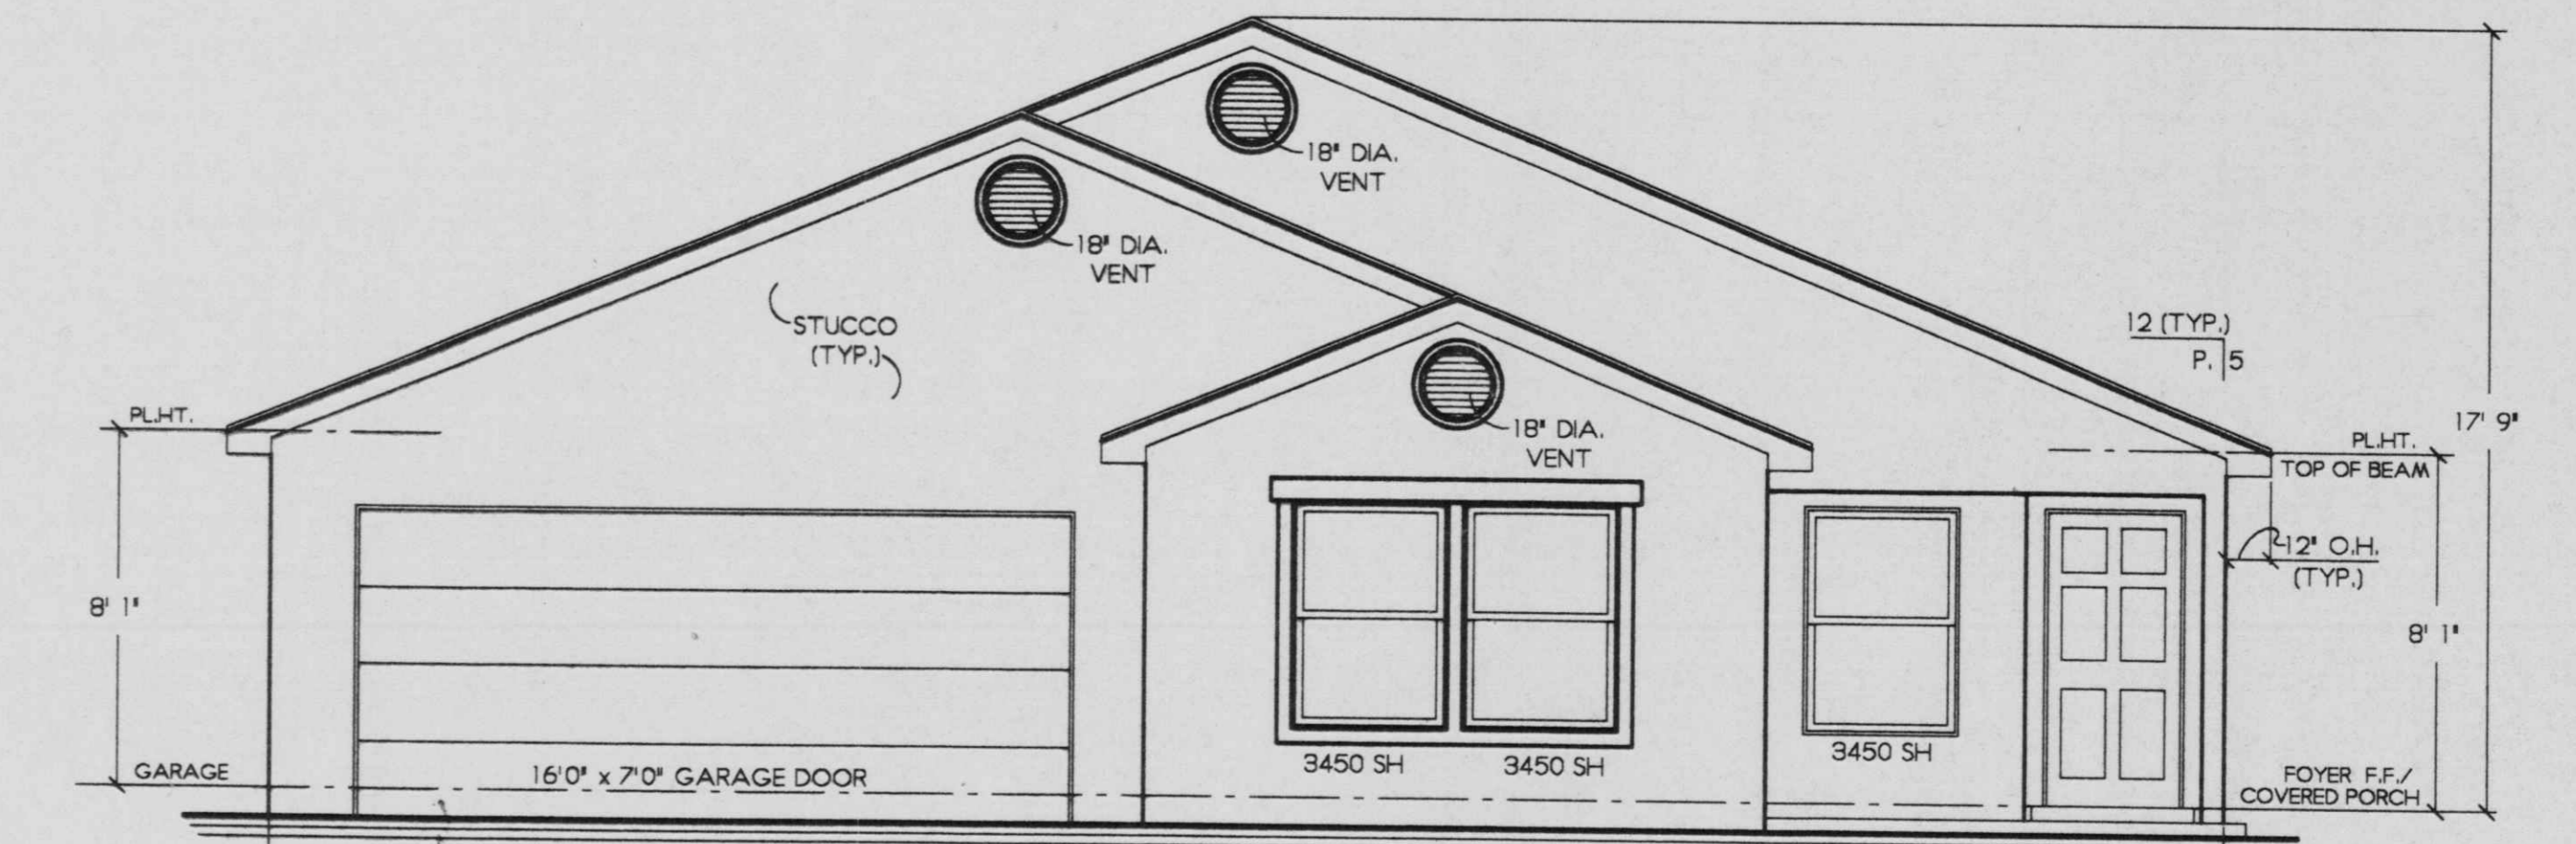 18" DIA.
VENT
18" DIA.
VENT
STUCCO
(TYP.)
12 (TYP.)
P. 5
PL.HT.
18" DIA.
VENT
17' 9"
PL.HT.
TOP OF BEAM
12" O.H.
(TYP.)
8' 1"
8' 1"
GARAGE
16'0" x 7'0" GARAGE DOOR
3450 SH
3450 SH
3450 SH
FOYER F.F./
COVERED PORCH